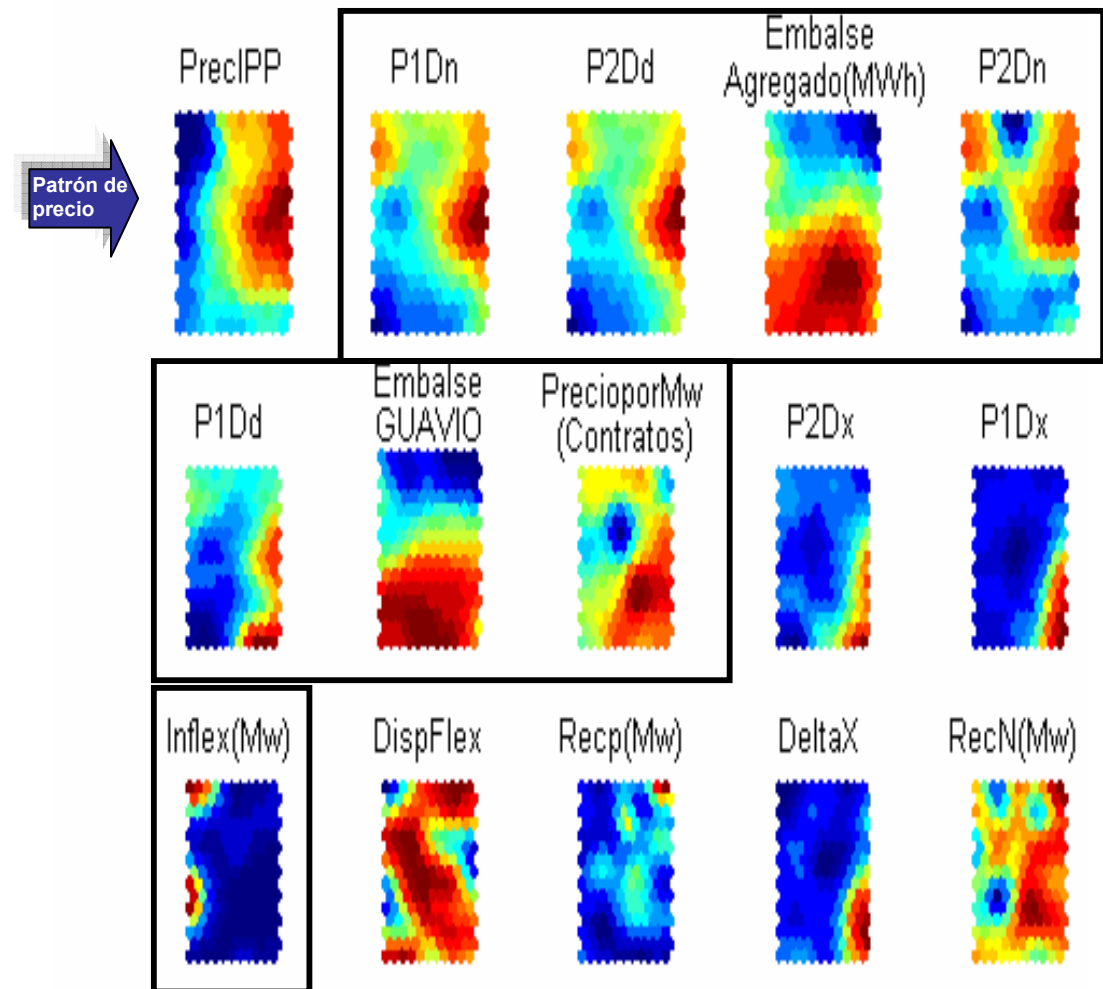 PrecIPP
P1Dn
P2Dd
Embalse
Agregado(MWh)
P2Dn
Patrón de
precio
P1Dd
Embalse
GUAVIO
PrecioporMw
(Contratos)
P2Dx
P1Dx
Inflex(Mw)
DispFlex
Recp(Mw)
DeltaX
RecN(Mw)